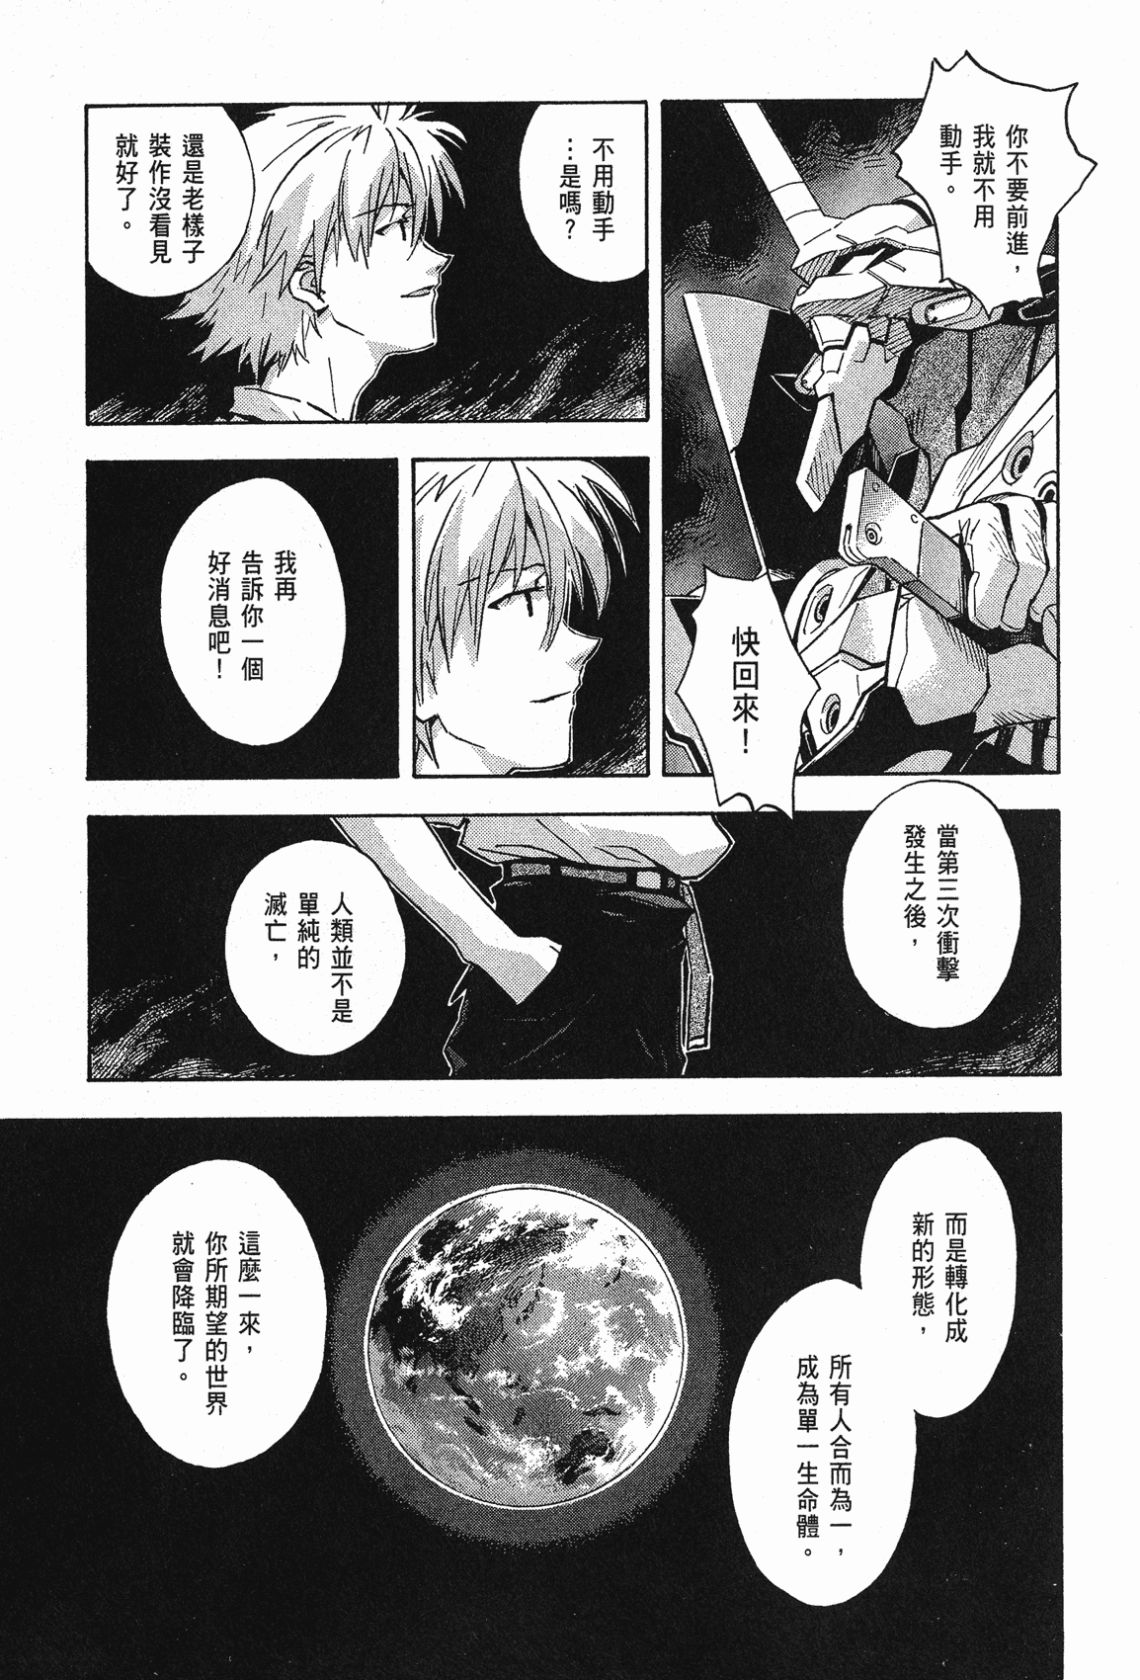 你不要前進，
我就不用
動手。
快回來！
不用動手
…是嗎？
還是老樣子
裝作沒看見
就好了。
我再
告訴你一個
好消息吧！
當第三次衝擊
發生之後，
人類並不是
單純的
滅亡，
而是轉化成
新的形態，
所有人合而為一，
成為單一生命體。
這麼一來，
你所期望的世界
就會降臨了。